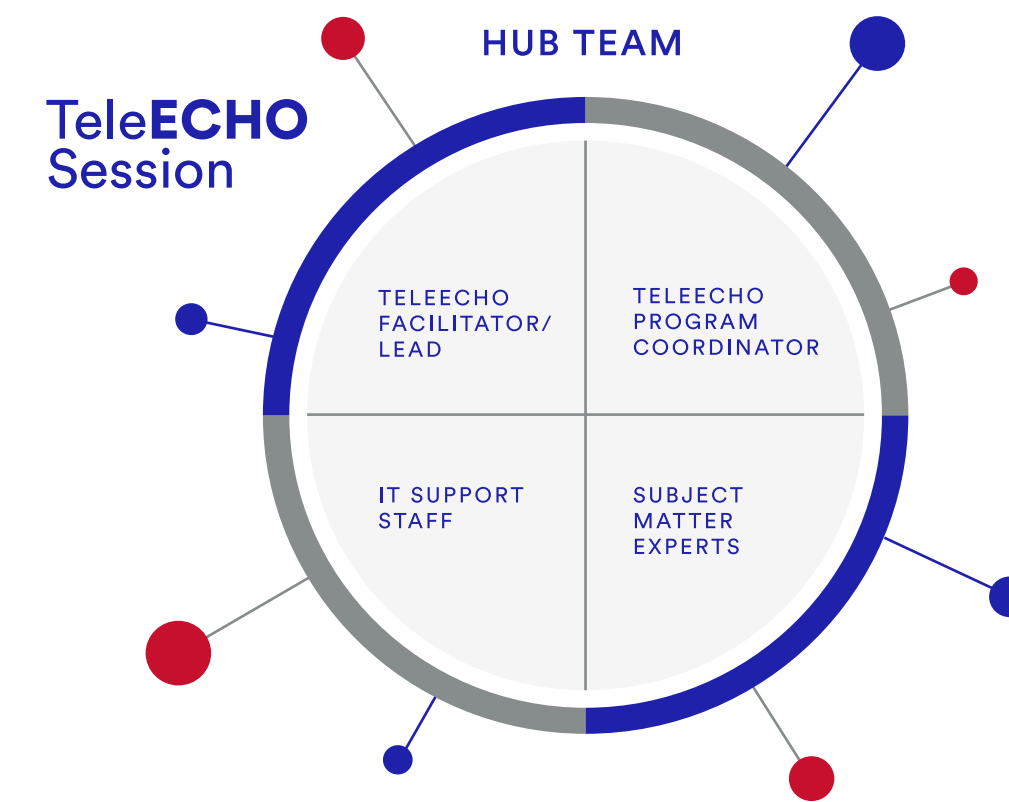 HUB TEAM
TeleECHO
Session
TELEECHO
FACILITATOR/
LEAD
TELEECHO
PROGRAM
COORDINATOR
IT SUPPORT
STAFF
SUBJECT
MATTER
EXPERTS